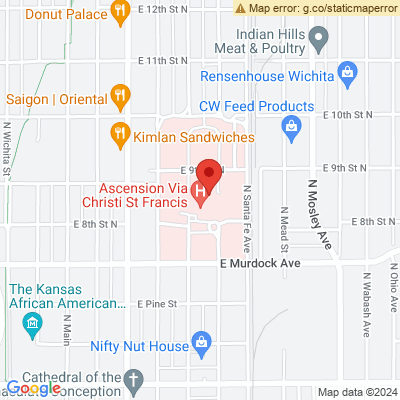 Map error: g.co/staticmaperror
E 12th St N
Donut Palace
Indian Hills
Meat & Poultry
E 11th St N
Rensenhouse Wichita
Saigon | Oriental
CW Feed Products
E 10th St N
Kimlan Sandwiches
N Wichita St
E 9th
St N
E 9th St N
Ascension Via
Christi St Francis
H
N Santa Fe Ave
N Mead St
N Mosley Ave
E 8th St N
E 8th St N
E Murdock Ave
The Kansas
African American...
E Pine St
N Main
N Wabash Ave
N Ohio Ave
Nifty Nut House
Cathedral of the
Conception
Google
Map data ©2024